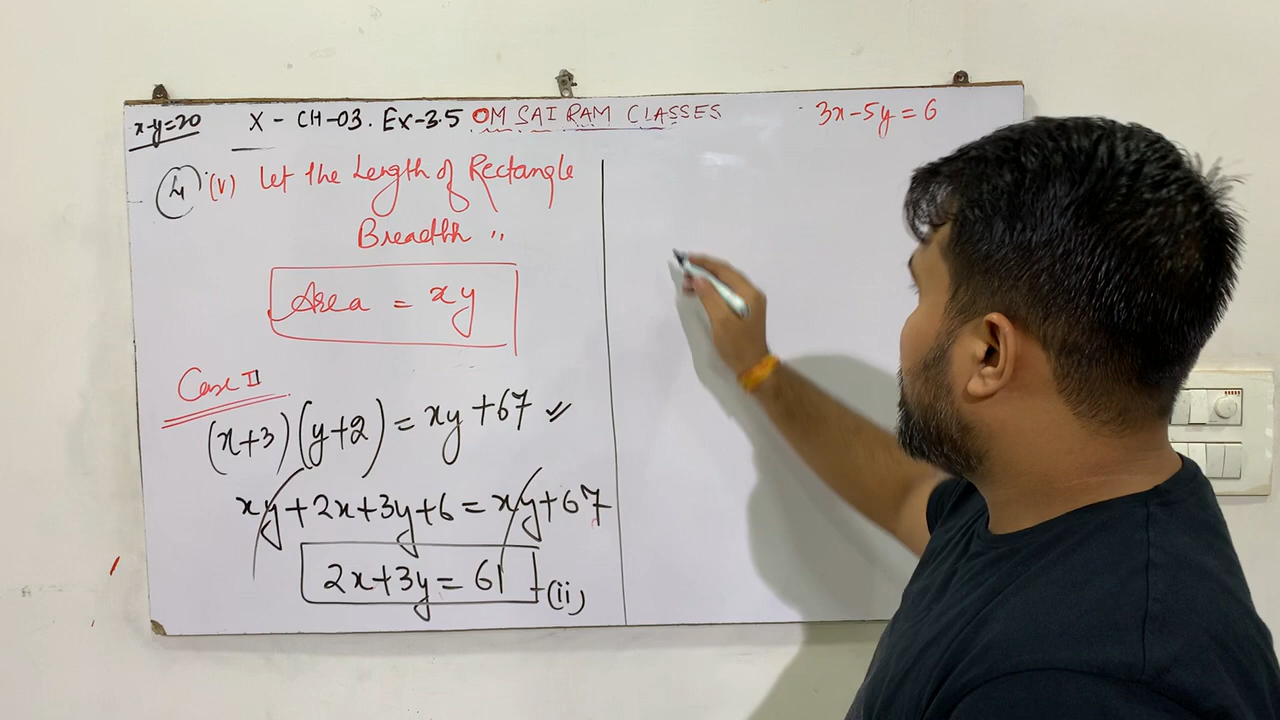 x-y=20 X - CH-03. Ex-3.5 OM SAI RAM CLASSES
3x-5y=6
4 (v) Let the Length of Rectangle
Breadth "
Area = xy
Case II
(x+3)(y+2)=xy+67
xy+2x+3y+6=xy+67
2x+3y=61 -(ii)